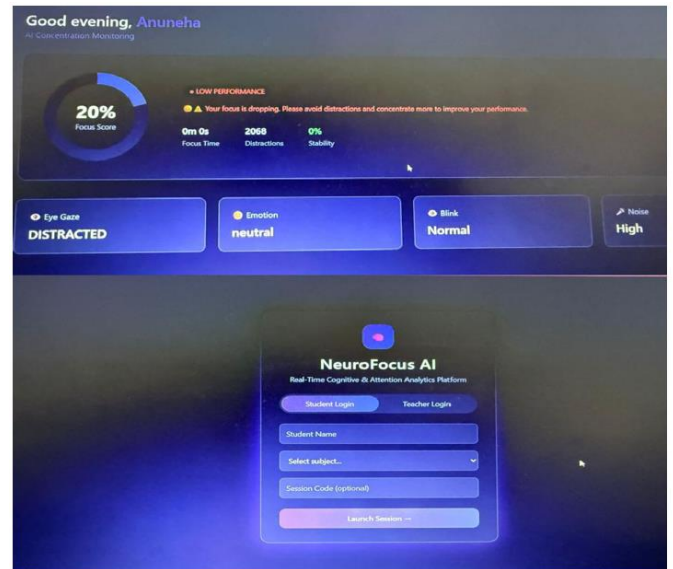 Good evening, Anuneha
AI Concentration Monitoring
20%
Focus Score
LOW PERFORMANCE
Your focus is dropping. Please avoid distractions and concentrate more to improve your performance.
0m 0s 2068 0%
Focus Time Distractions Stability
Eye Gaze
DISTRACTED
Emotion
neutral
Blink
Normal
Noise
High
NeuroFocus AI
Real-Time Cognitive & Attention Analytics Platform
Student Login Teacher Login
Student Name
Select subject...
Session Code (optional)
Launch Session →